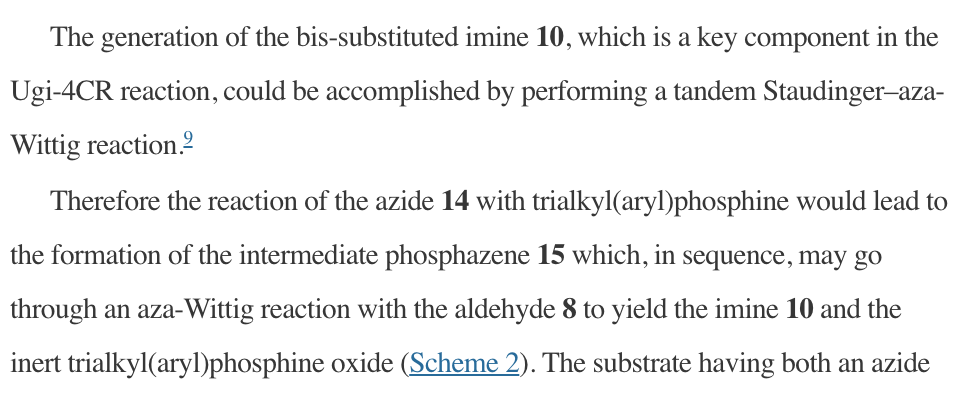 The generation of the bis-substituted imine 10, which is a key component in the
Ugi-4CR reaction, could be accomplished by performing a tandem Staudinger–aza-
Wittig reaction.9
Therefore the reaction of the azide 14 with trialkyl(aryl)phosphine would lead to
the formation of the intermediate phosphazene 15 which, in sequence, may go
through an aza-Wittig reaction with the aldehyde 8 to yield the imine 10 and the
inert trialkyl(aryl)phosphine oxide (Scheme 2). The substrate having both an azide